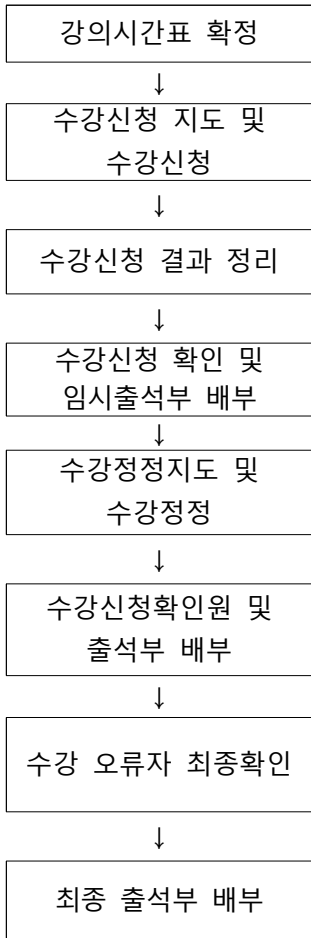 강의시간표 확정
↓
수강신청 지도 및
수강신청
↓
수강신청 결과 정리
↓
수강신청 확인 및
임시출석부 배부
↓
수강정정지도 및
수강정정
↓
수강신청확인원 및
출석부 배부
↓
수강 오류자 최종확인
↓
최종 출석부 배부